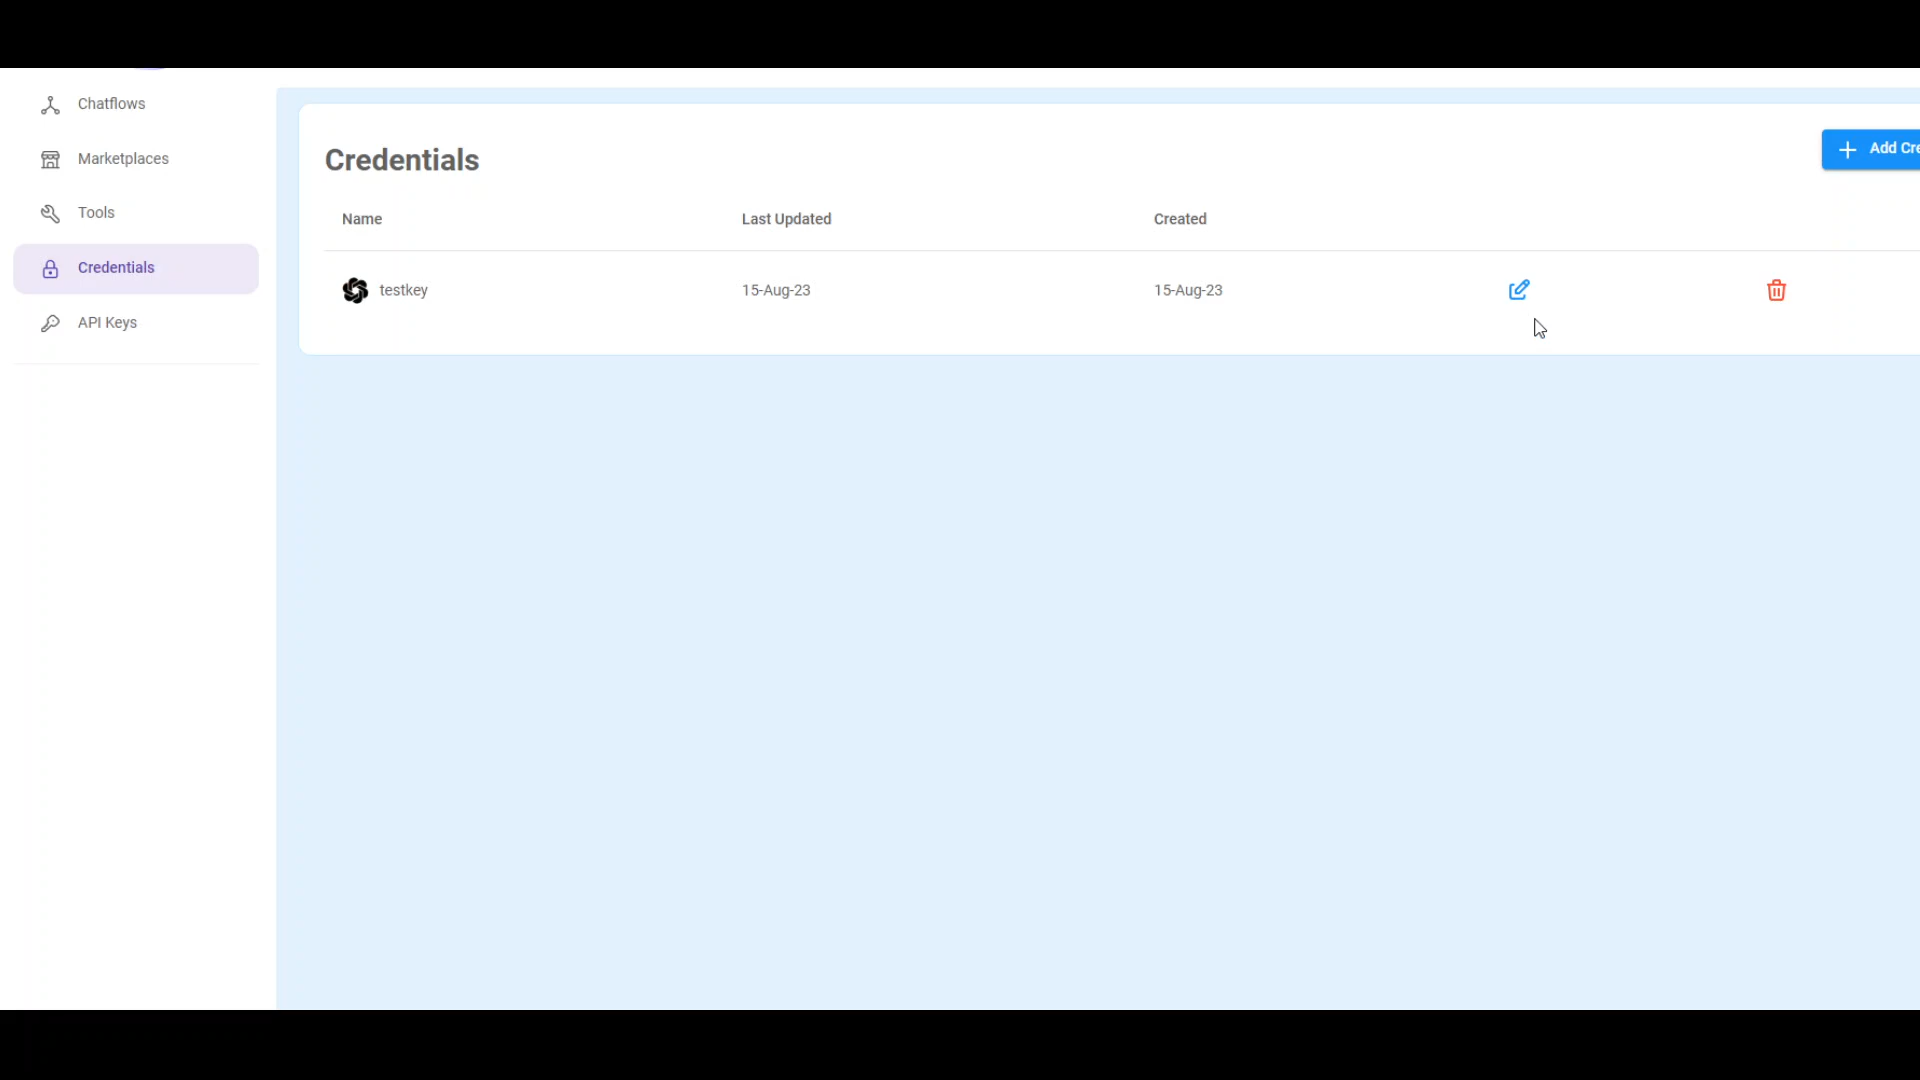 Chatflows
Marketplaces
Tools
Credentials
API Keys
Credentials
Add Cre
Name Last Updated Created
testkey 15-Aug-23 15-Aug-23